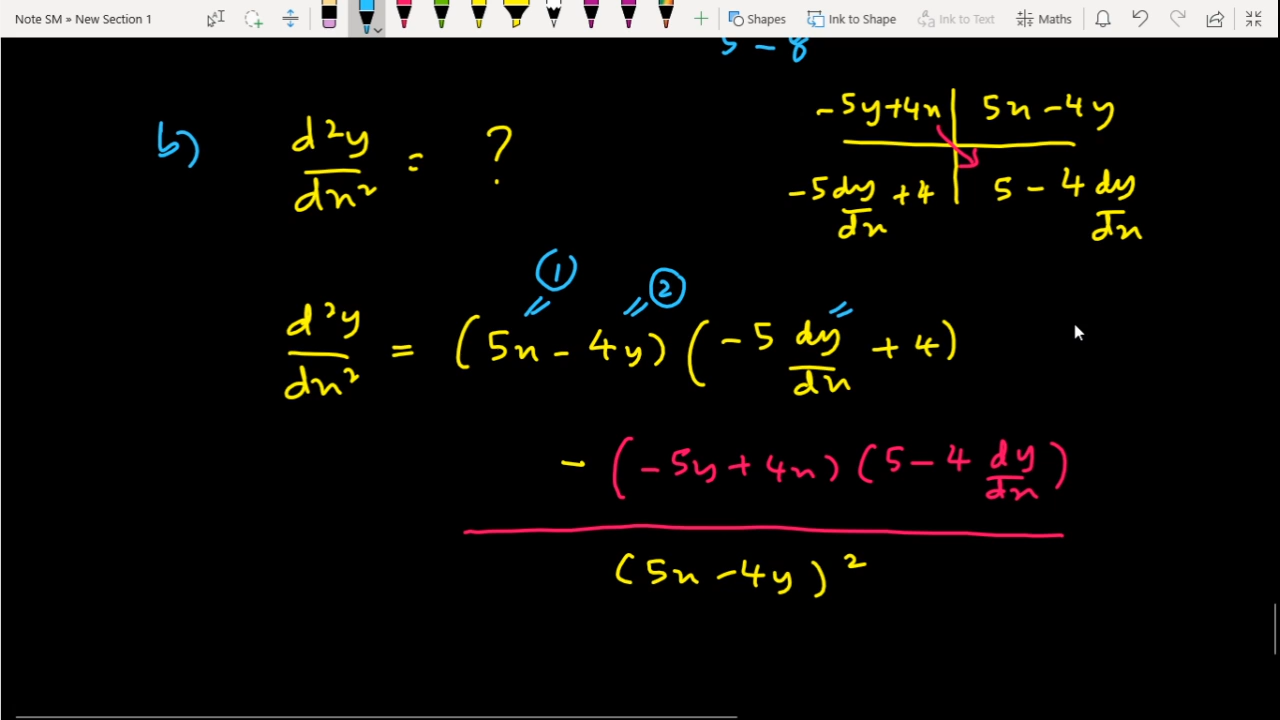 Note SM » New Section 1 Shapes Ink to Shape Ink to Text Maths
5 - 8
b) d²y/dx² = ?
-5y+4x | 5x-4y
-5 dy/dx + 4 | 5 - 4 dy/dx
① ②
d²y/dx² = (5x - 4y)(-5 dy/dx + 4)
- (-5y + 4x)(5 - 4 dy/dx)
(5x - 4y)²